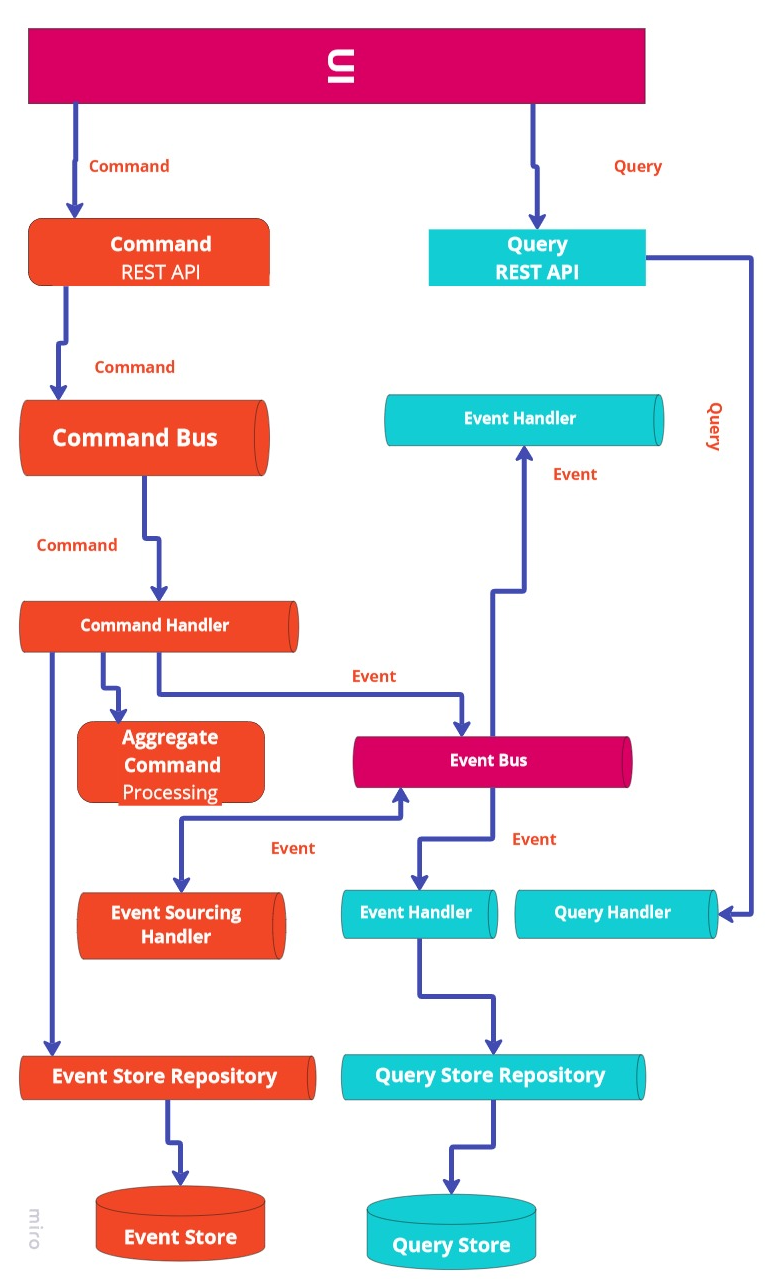 UI
Command
Query
Command
REST API
Query
REST API
Command
Command Bus
Event Handler
Query
Event
Command
Command Handler
Event
Aggregate
Command
Processing
Event Bus
Event
Event
Event Sourcing
Handler
Event Handler
Query Handler
Event Store Repository
Query Store Repository
miro
Event Store
Query Store